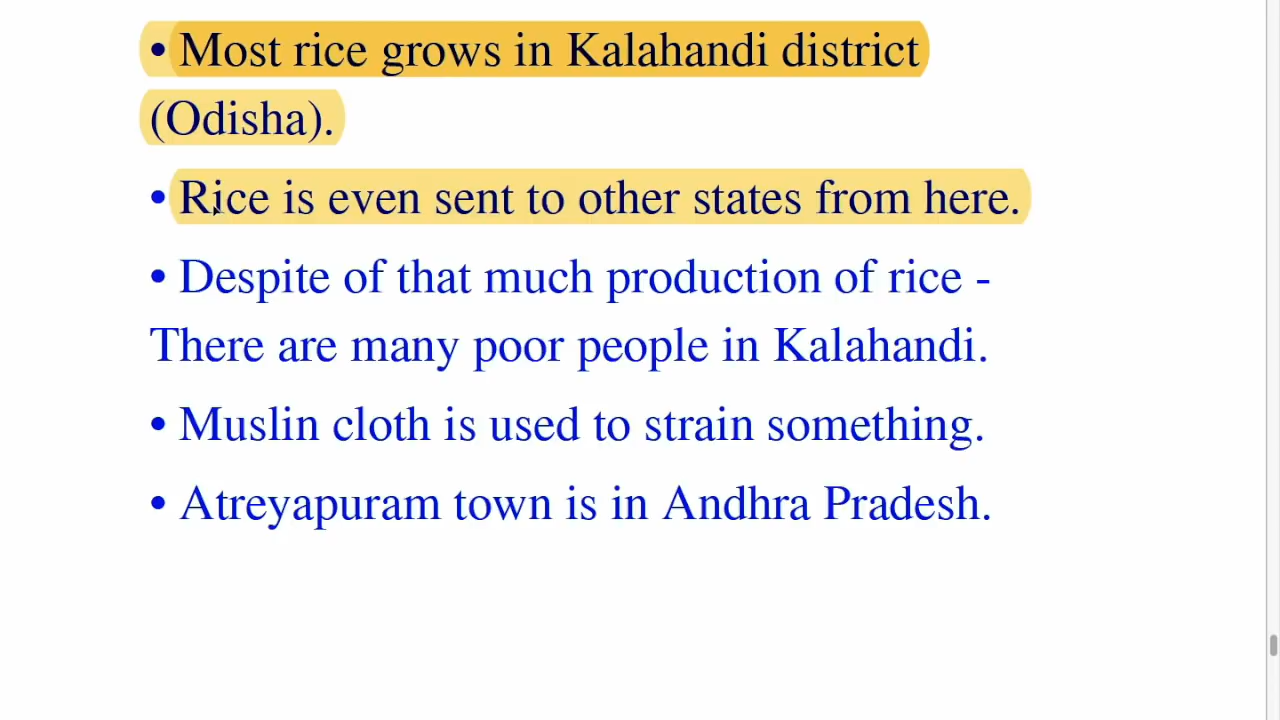 • Most rice grows in Kalahandi district
(Odisha).
• Rice is even sent to other states from here.
• Despite of that much production of rice -
There are many poor people in Kalahandi.
• Muslin cloth is used to strain something.
• Atreyapuram town is in Andhra Pradesh.